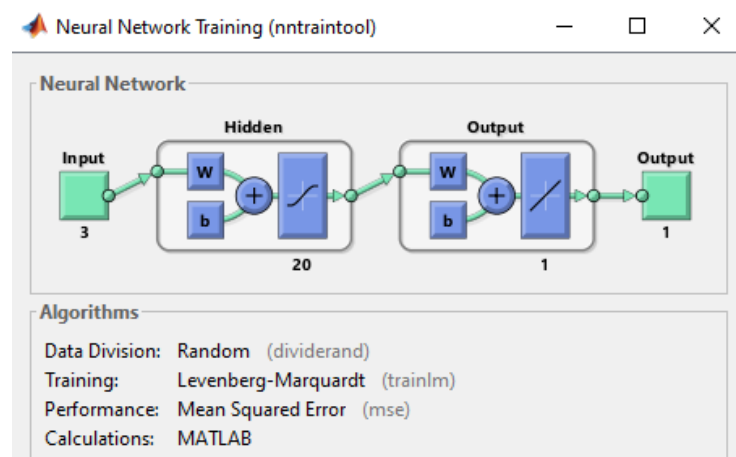 Neural Network Training (nntraintool)
Neural Network
Hidden Output
Input Output
W W
b b
3 1
20 1
Algorithms
Data Division: Random (dividerand)
Training: Levenberg-Marquardt (trainlm)
Performance: Mean Squared Error (mse)
Calculations: MATLAB